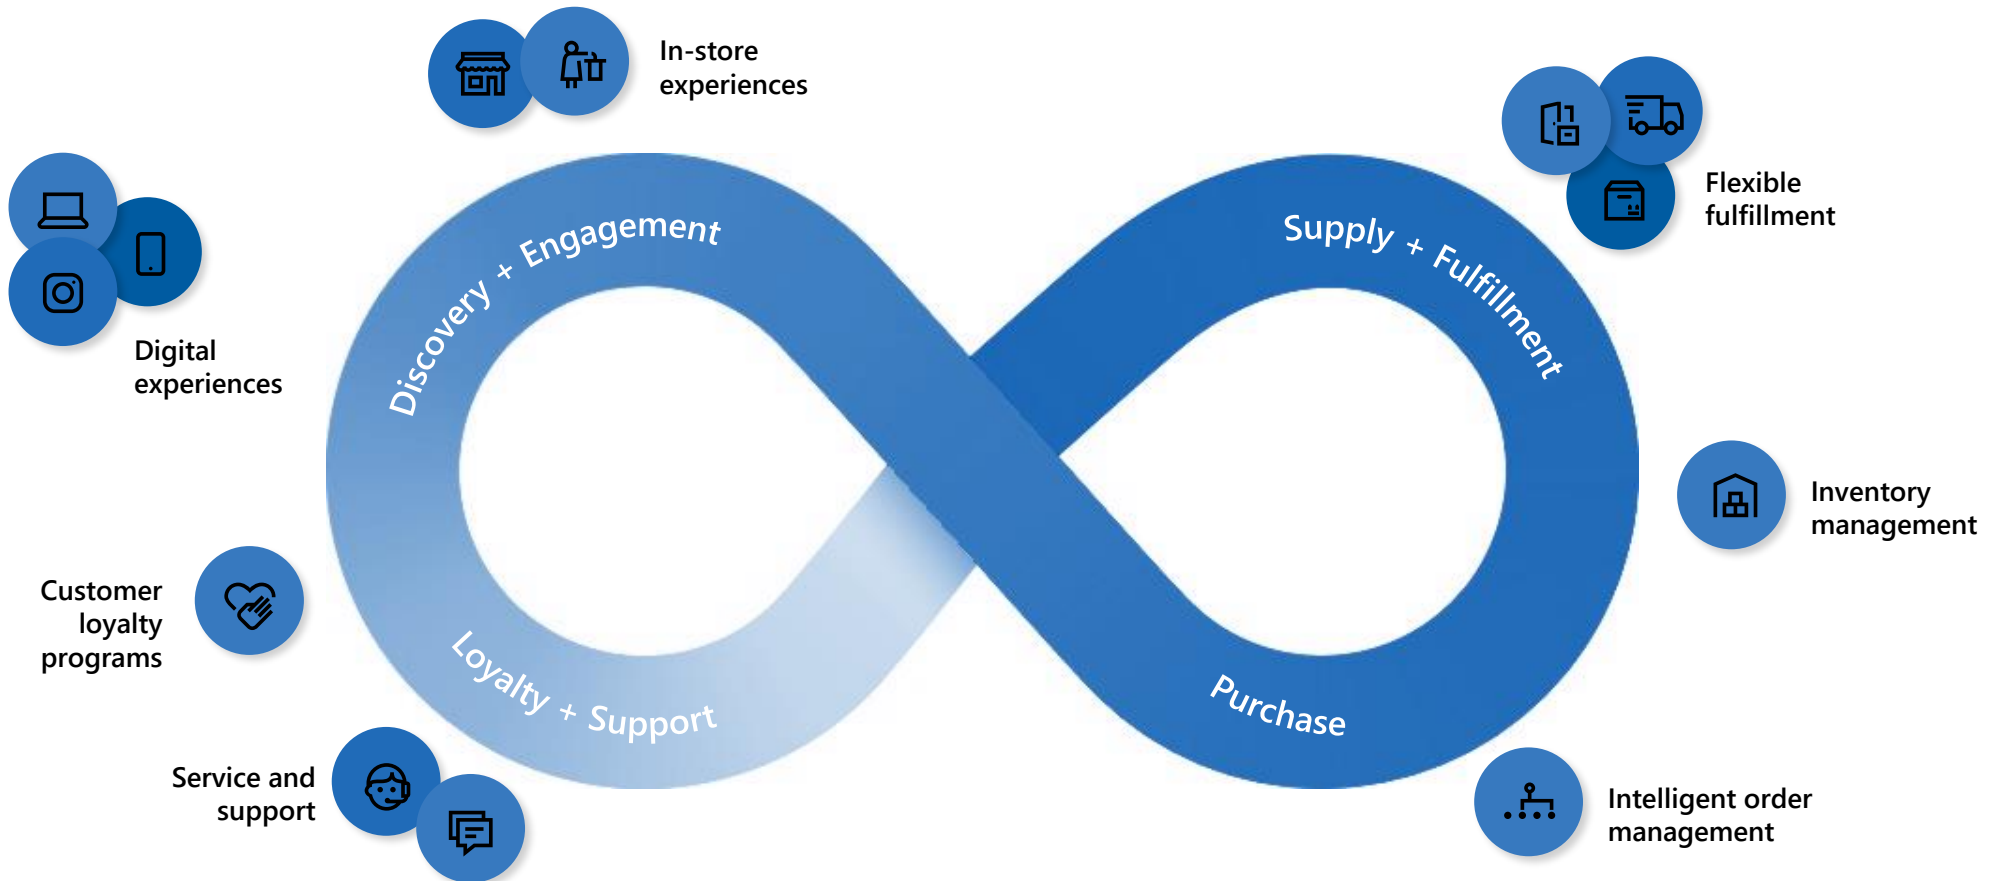 In-store
experiences
Flexible
fulfillment
Discovery + Engagement
Supply + Fulfillment
Digital
experiences
Inventory
management
Customer
loyalty
programs
Loyalty + Support
Purchase
Service and
support
Intelligent order
management